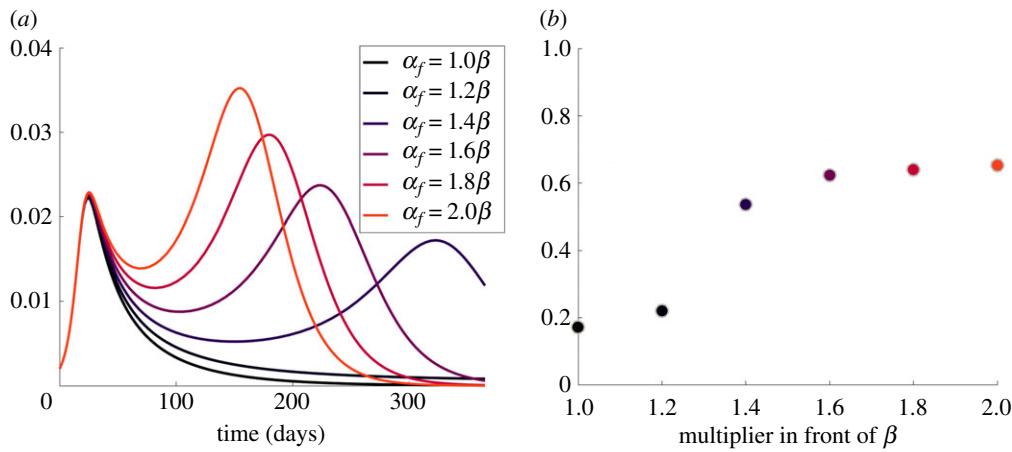 (a)
0.04
0.03
0.02
0.01
0
100
200
300
time (days)
α_f = 1.0β
α_f = 1.2β
α_f = 1.4β
α_f = 1.6β
α_f = 1.8β
α_f = 2.0β
(b)
1.0
0.8
0.6
0.4
0.2
0
1.0
1.2
1.4
1.6
1.8
2.0
multiplier in front of β